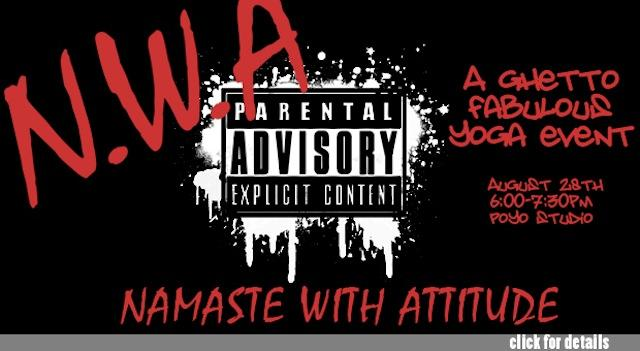 N.W.A
PARENTAL
ADVISORY
EXPLICIT CONTENT
A GHETTO
FABULOUS
YOGA EVENT
AUGUST 28TH
6:00-7:30PM
POYO STUDIO
NAMASTE WITH ATTITUDE
click for details